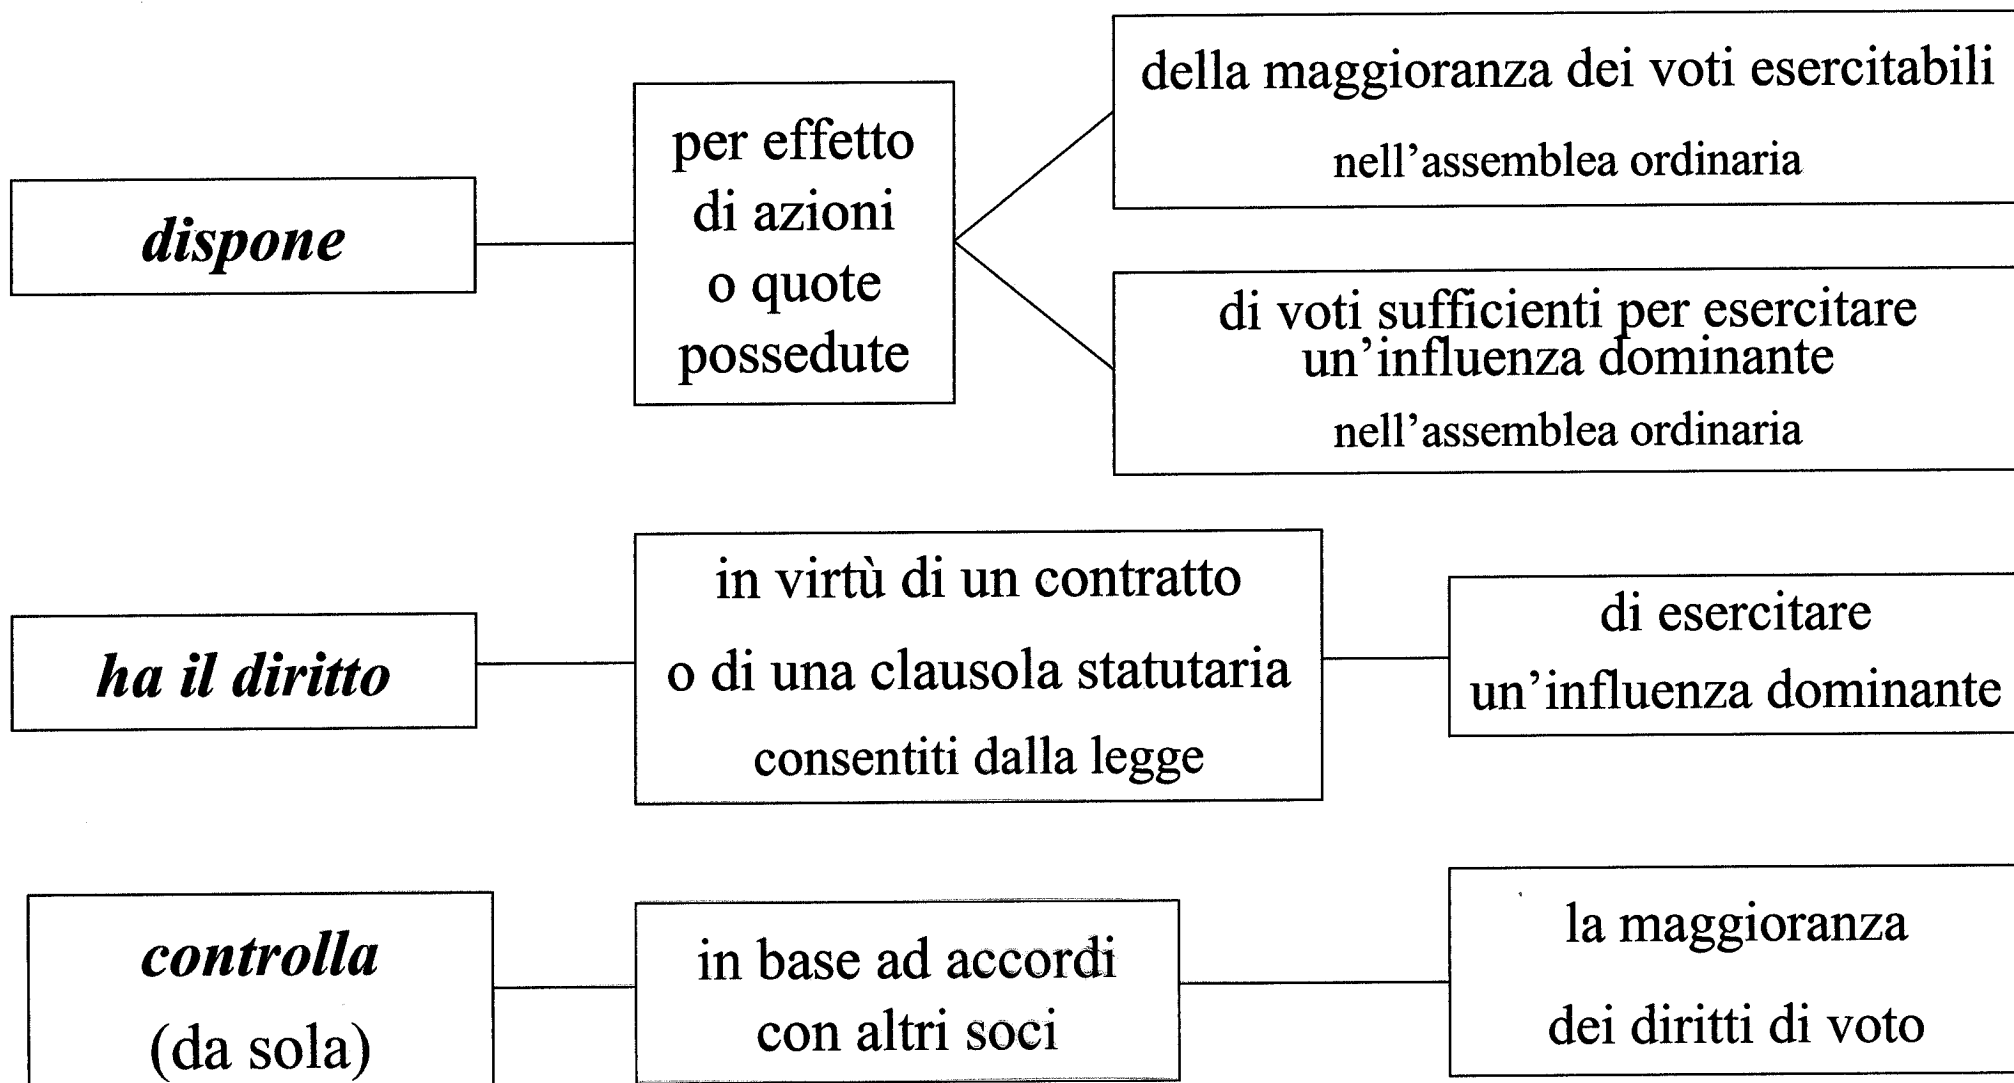 dispone
per effetto
di azioni
o quote
possedute
della maggioranza dei voti esercitabili
nell’assemblea ordinaria
di voti sufficienti per esercitare
un’influenza dominante
nell’assemblea ordinaria
ha il diritto
in virtù di un contratto
o di una clausola statutaria
consentiti dalla legge
di esercitare
un’influenza dominante
controlla
(da sola)
in base ad accordi
con altri soci
la maggioranza
dei diritti di voto